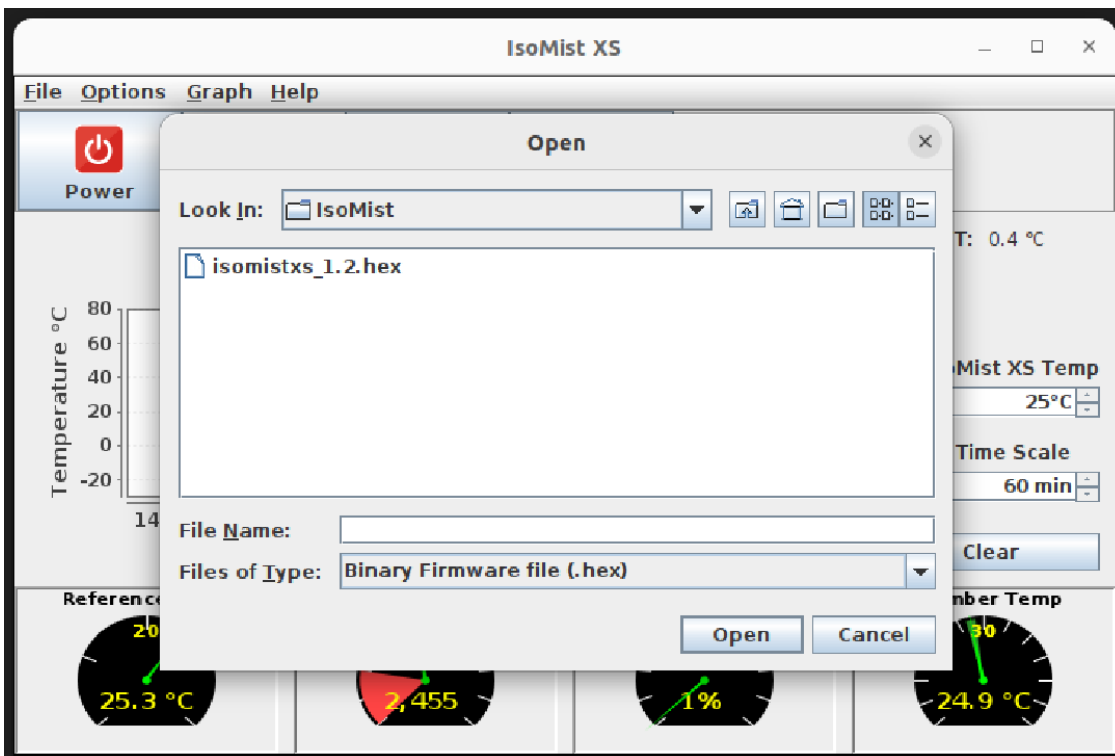 IsoMist XS
File Options Graph Help
Open
Power
Look In: IsoMist
T: 0.4 °C
isomistxs_1.2.hex
Temperature °C
80
60
40
20
0
-20
14
Mist XS Temp
25°C
Time Scale
60 min
File Name:
Files of Type: Binary Firmware file (.hex)
Clear
Open Cancel
Reference
20
25.3 °C
2,455
1%
mber Temp
30
24.9 °C